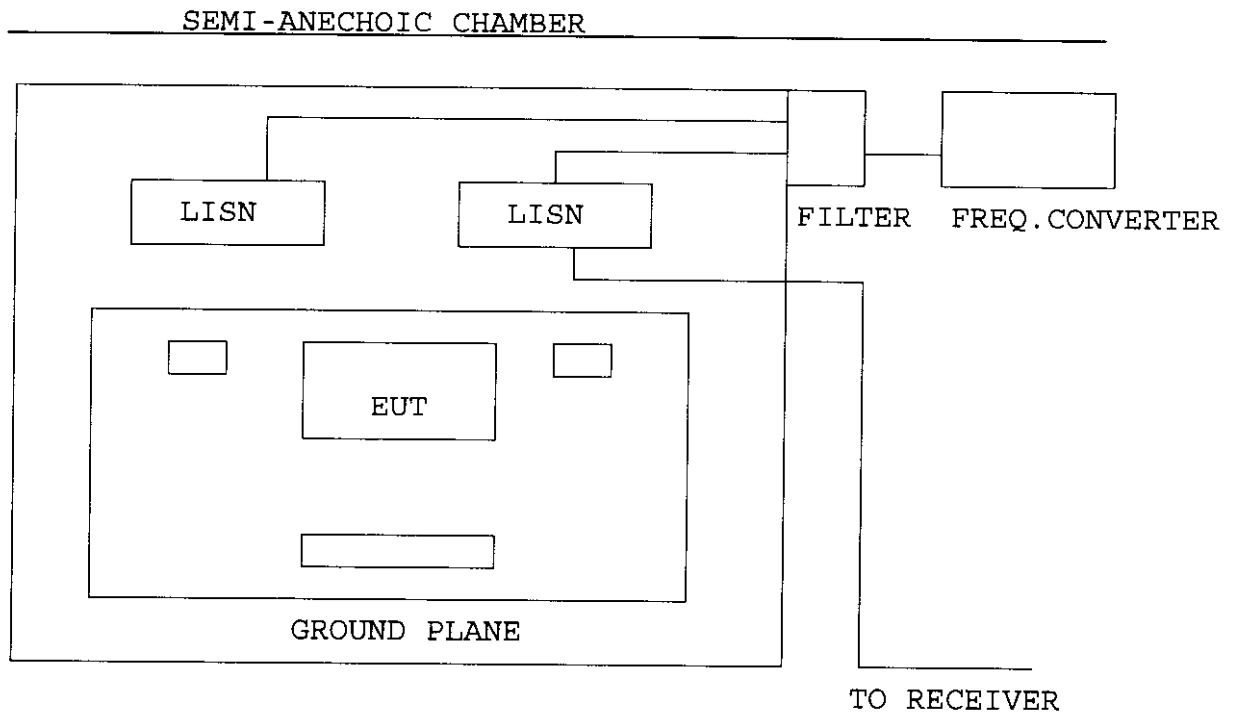 SEMI-ANECHOIC CHAMBER
LISN
LISN
FILTER
FREQ.CONVERTER
EUT
GROUND PLANE
TO RECEIVER